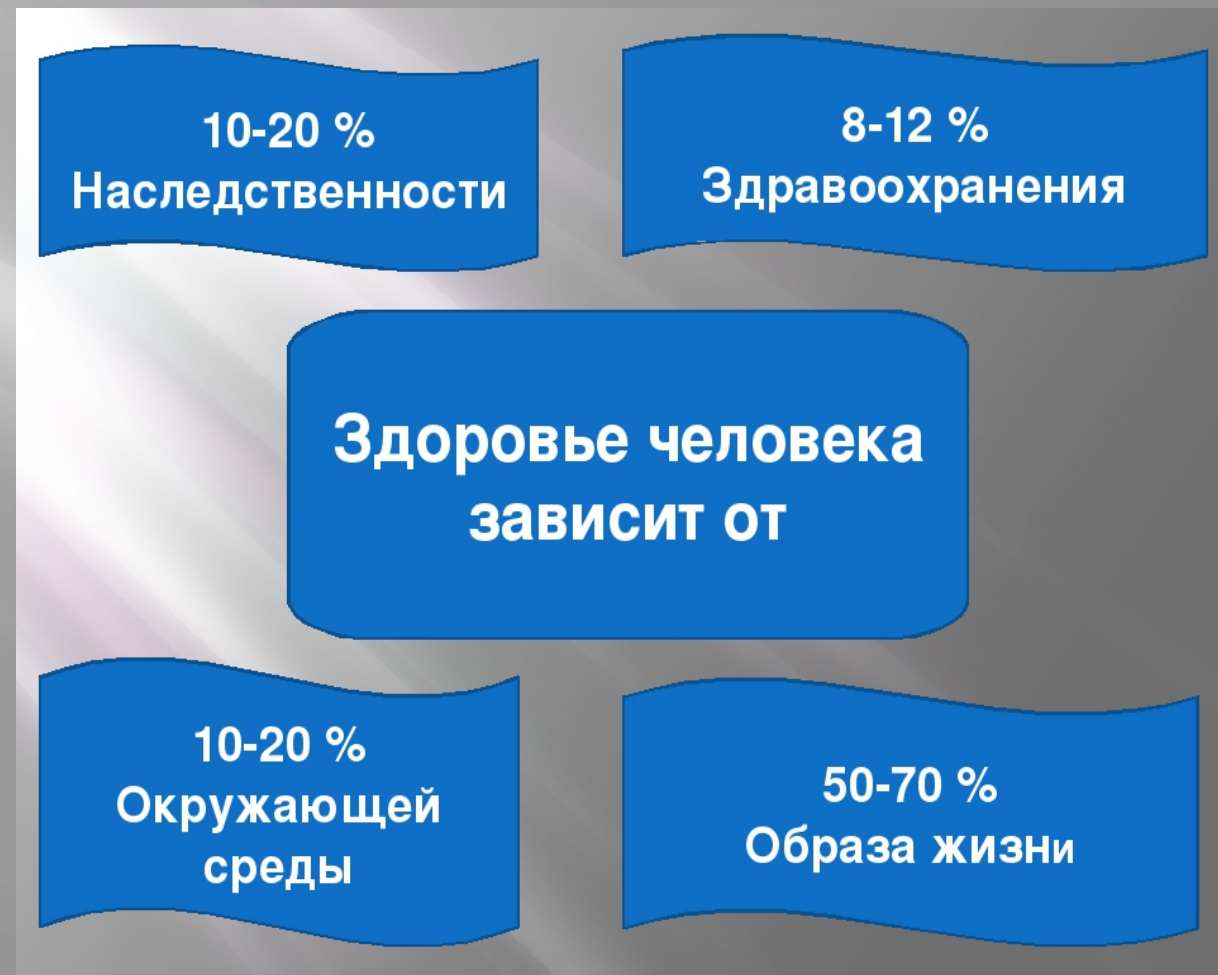 10-20 %
Наследственности
8-12 %
Здравоохранения
Здоровье человека
зависит от
10-20 %
Окружающей
среды
50-70 %
Образа жизни